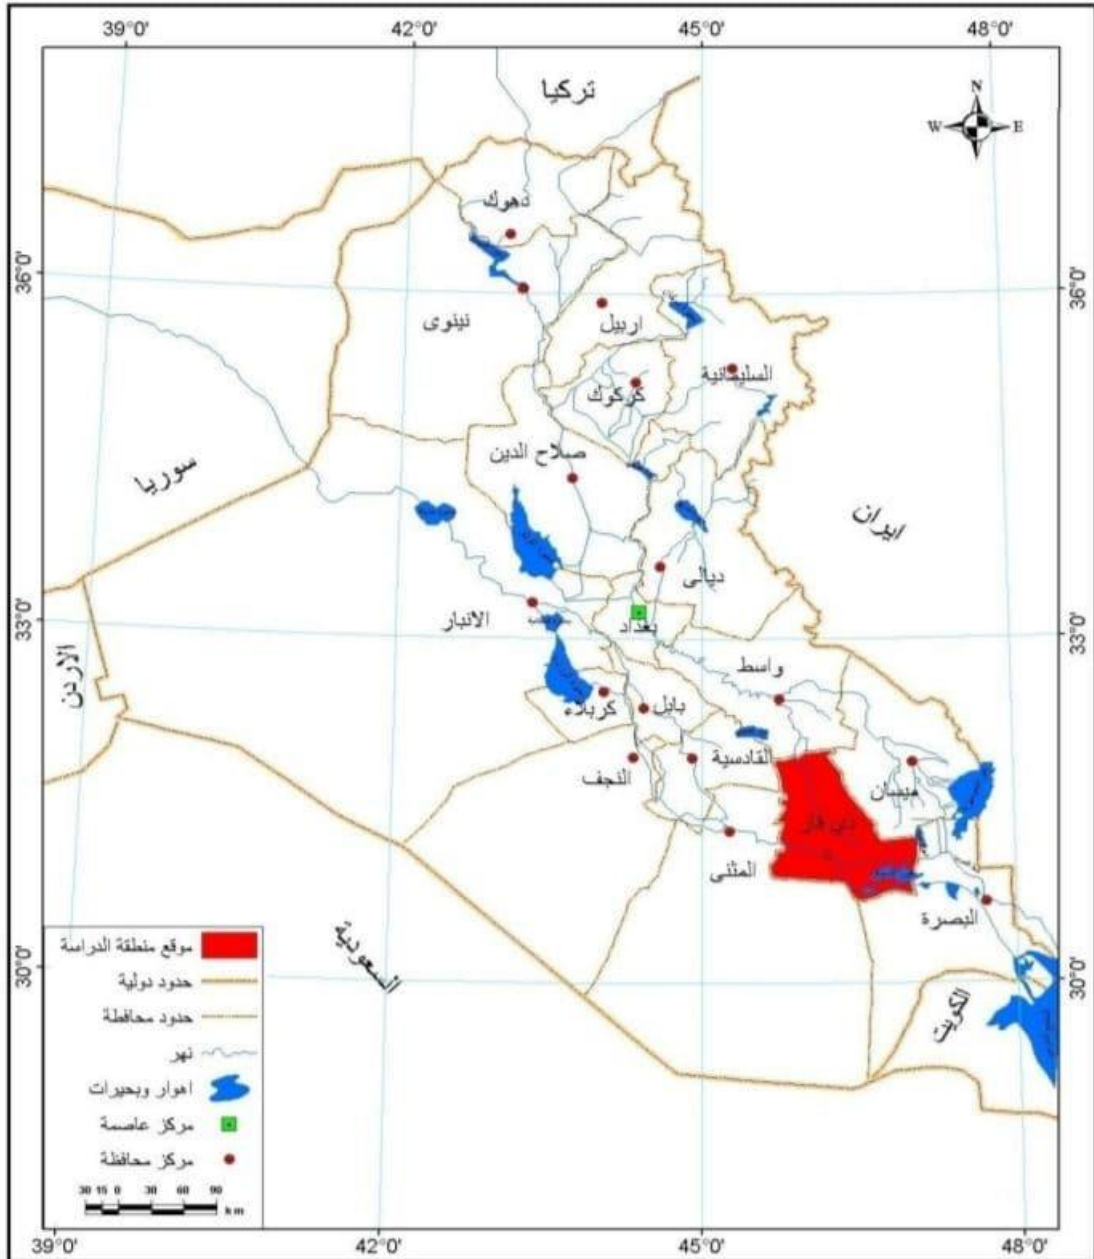 39°0' 42°0' 45°0' 48°0'
N
W E
تركيا
دهوك
36°0' 36°0'
نينوى
اربيل
السليمانية
كركوك
صلاح الدين
سوريا
ايران
ديالى
33°0' 33°0'
الانبار
بغداد
الاردن
واسط
كربلاء
بابل
القادسية
النجف
ميسان
ذي قار
المثنى
البصرة
30°0' 30°0'
السعودية
الكويت
موقع منطقة الدراسة
حدود دولية
حدود محافظة
نهر
اهوار وبحيرات
مركز عاصمة
مركز محافظة
30 15 0 30 60 90
km
39°0' 42°0' 45°0' 48°0'